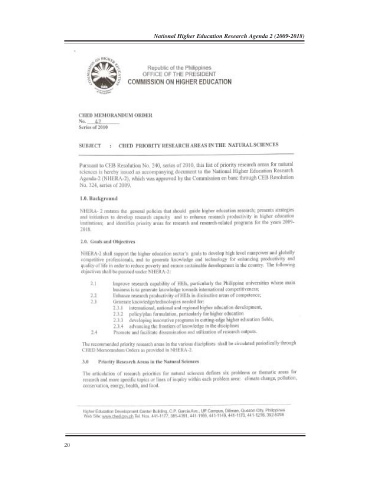 National Higher Education Research Agenda 2 (2009-2018)
Republic of the Philippines
OFFICE OF THE PRESIDENT
COMMISSION ON HIGHER EDUCATION
CHED MEMORANDUM ORDER
No.
Series of 2010
SUBJECT : CHED PRIORITY RESEARCH AREAS IN THE NATURAL SCIENCES
Pursuant to CEB Resolution No. 240, series of 2010, this list of priority research areas for natural
sciences is hereby issued as accompanying document to the National Higher Education Research
Agenda-2 (NHERA-2), which was approved by the Commission en banc through CEB Resolution
No. 124, series of 2009.
1.0. Background
NHERA- 2 contains the general policies that should guide higher education research; presents strategies
and initiatives to develop research capacity and to enhance research productivity in higher education
institutions; and identifies priority areas for research and research-related programs for the years 2009-
2018.
2.0. Goals and Objectives
NHERA-2 shall support the higher education sector's goals to develop high level manpower and globally
competitive professionals, and to generate knowledge and technology for enhancing productivity and
quality of life in order to reduce poverty and ensure sustainable development in the country. The following
objectives shall be pursued under NHERA-2:
2.1 Improve research capability of HEIs, particularly the Philippine universities whose main
business is to generate knowledge towards international competitiveness;
2.2 Enhance research productivity of HEIs in distinctive areas of competence;
2.3 Generate knowledge/technologies needed for:
2.3.1 international, national and regional higher education development;
2.3.2 policy/plan formulation, particularly for higher education
2.3.3 developing innovative programs in cutting-edge higher education fields;
2.3.4 advancing the frontiers of knowledge in the disciplines
2.4 Promote and facilitate dissemination and utilization of research outputs.
The recommended priority research areas in the various disciplines shall be circulated periodically through
CHED Memorandum Orders as provided in NHERA-2.
3.0 Priority Research Areas in the Natural Sciences
The articulation of research priorities for natural sciences defines six problems or thematic areas for
research and more specific topics or lines of inquiry within each problem area: climate change, pollution,
conservation, energy, health, and food.
Higher Education Development Center Building, C.P. Garcia Ave., UP Campus, Diliman, Quezon City, Philippines
Web Site: www.ched.gov.ph Tel. Nos.
20